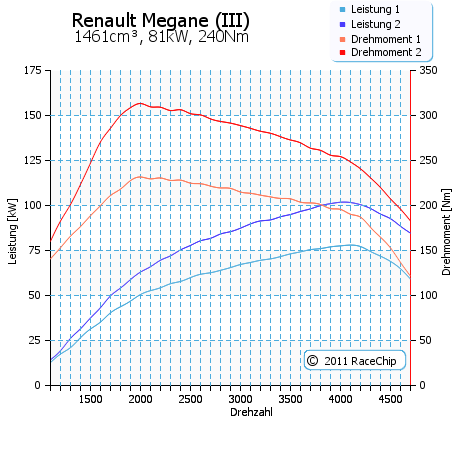 Renault Megane (III)
1461cm³, 81kW, 240Nm
Leistung 1
Leistung 2
Drehmoment 1
Drehmoment 2
175
150
125
100
75
50
25
0
Leistung [kW]
350
300
250
200
150
100
50
0
Drehmoment [Nm]
1500 2000 2500 3000 3500 4000 4500
Drehzahl
© 2011 RaceChip